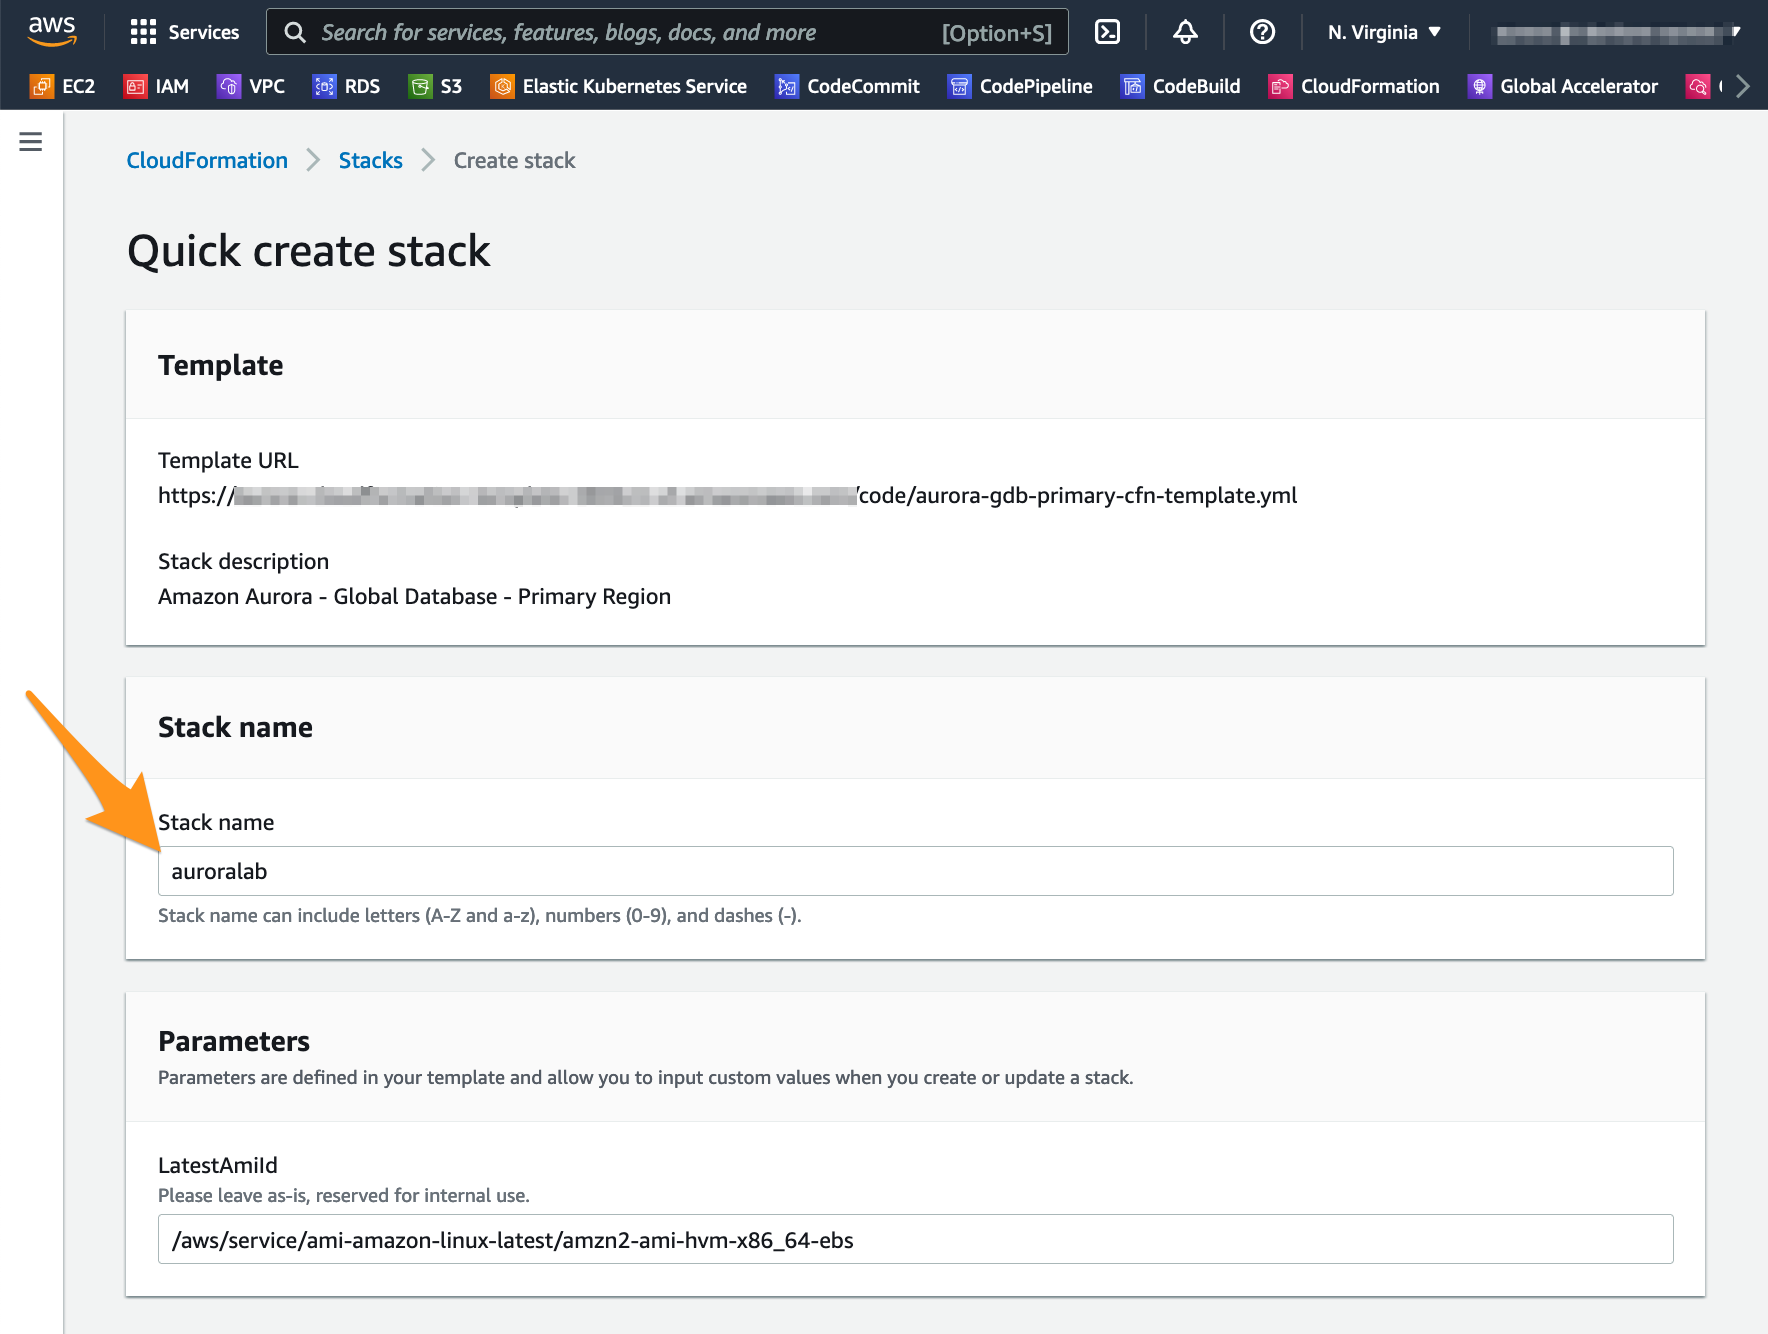 aws Services Search for services, features, blogs, docs, and more [Option+S] N. Virginia
EC2 IAM VPC RDS S3 Elastic Kubernetes Service CodeCommit CodePipeline CodeBuild CloudFormation Global Accelerator
CloudFormation Stacks Create stack
Quick create stack
Template
Template URL
https:// /code/aurora-gdb-primary-cfn-template.yml
Stack description
Amazon Aurora - Global Database - Primary Region
Stack name
Stack name
auroralab
Stack name can include letters (A-Z and a-z), numbers (0-9), and dashes (-).
Parameters
Parameters are defined in your template and allow you to input custom values when you create or update a stack.
LatestAmiId
Please leave as-is, reserved for internal use.
/aws/service/ami-amazon-linux-latest/amzn2-ami-hvm-x86_64-ebs